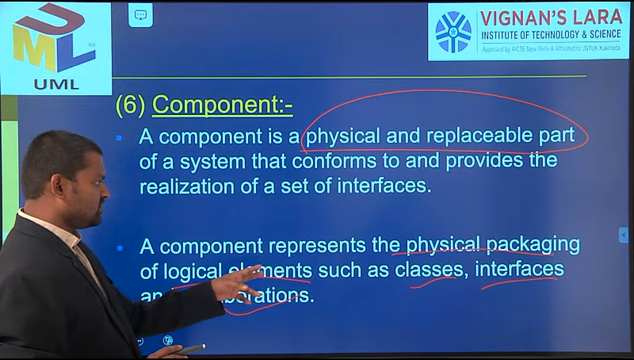 UML
UML
VIGNAN'S LARA
INSTITUTE OF TECHNOLOGY & SCIENCE
Approved by AICTE, New Delhi & Affiliated to JNTUK Kakinada
(6) Component:-
A component is a physical and replaceable part
of a system that conforms to and provides the
realization of a set of interfaces.
A component represents the physical packaging
of logical elements such as classes, interfaces